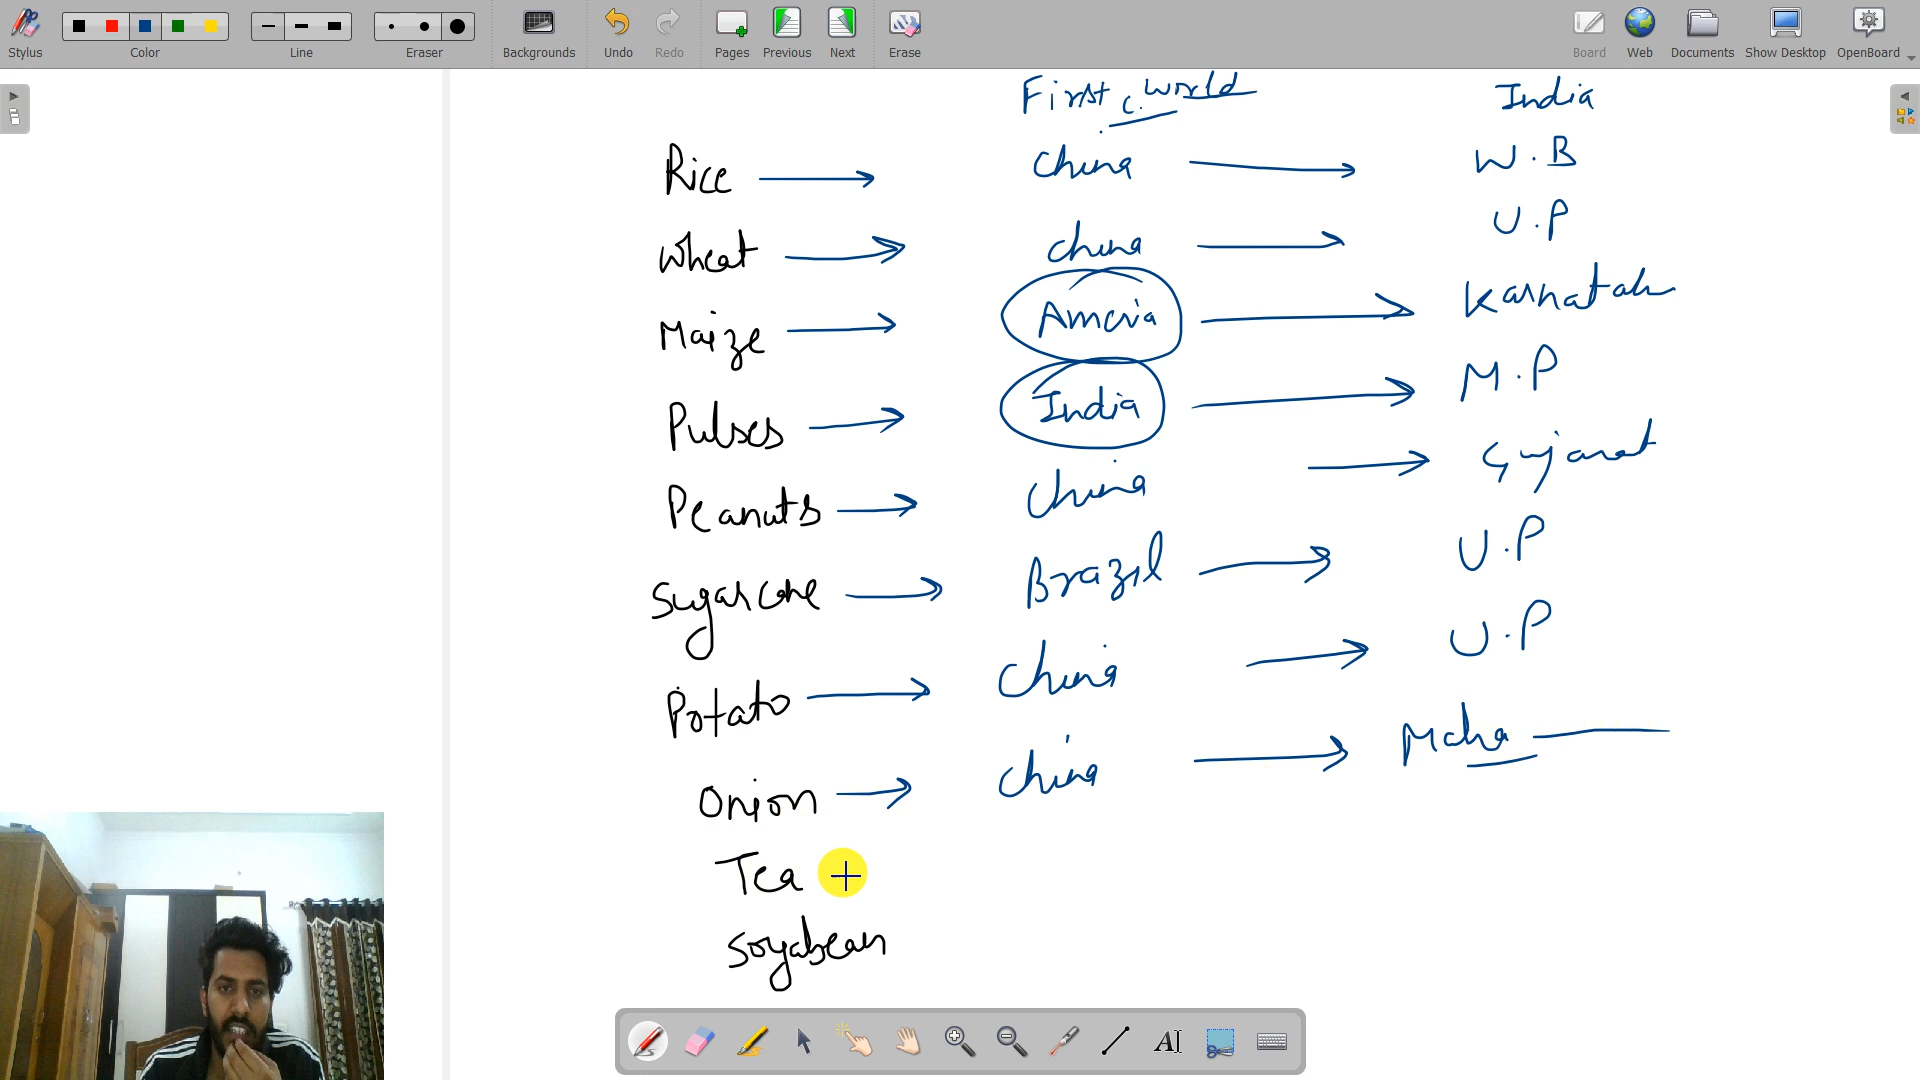 Stylus Color Line Eraser Backgrounds Undo Redo Pages Previous Next Erase Board Web Documents Show Desktop OpenBoard
First c. world India
Rice China W.B
Wheat China U.P
Maize Ameria Karnatak
Pulses India M.P
Peanuts China Gujarat
Sugarcane Brazil U.P
Potato China U.P
Onion China Maha
Tea
Soyabean